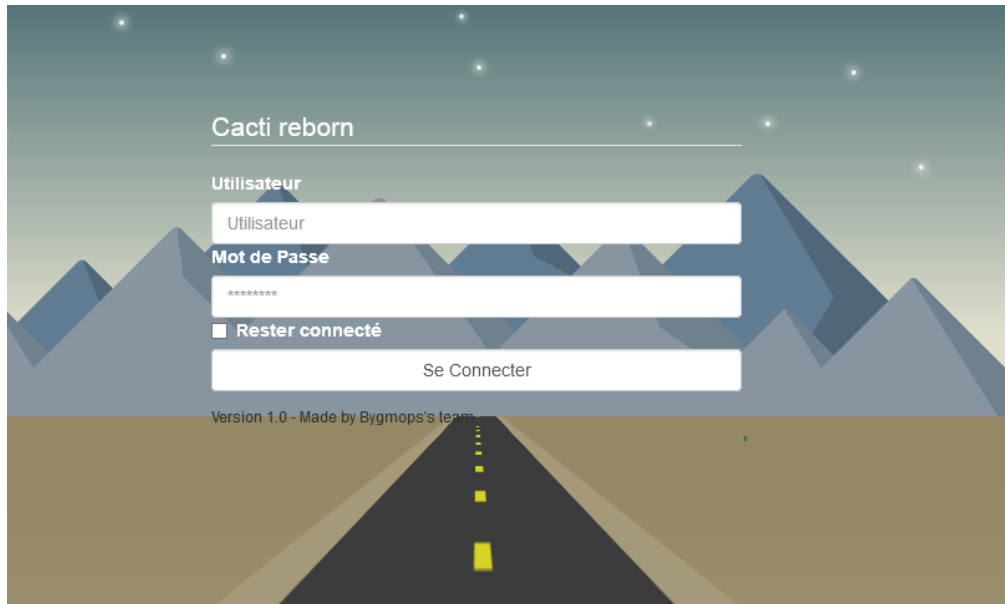 Cacti reborn
Utilisateur
Utilisateur
Mot de Passe
********
Rester connecté
Se Connecter
Version 1.0 - Made by Bygmops's team